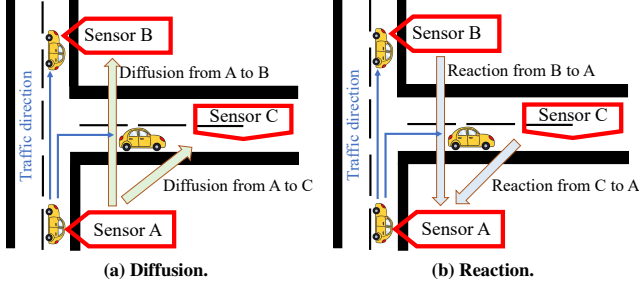 Sensor B
Diffusion from A to B
Traffic direction
Sensor C
Diffusion from A to C
Sensor A
(a) Diffusion.
Sensor B
Reaction from B to A
Traffic direction
Sensor C
Reaction from C to A
Sensor A
(b) Reaction.